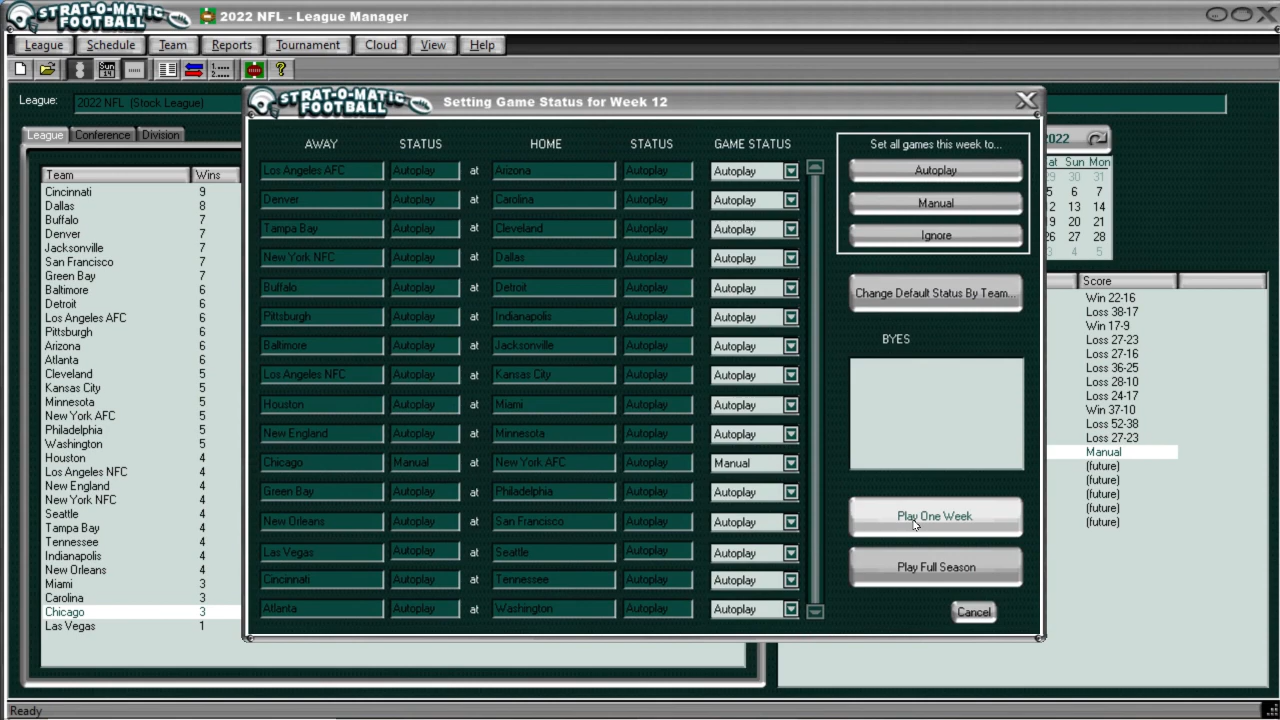 STRAT-O-MATIC FOOTBALL 2022 NFL - League Manager
League Schedule Team Reports Tournament Cloud View Help
League: 2022 NFL (Stock League)
League Conference Division
Team Wins
Cincinnati 9
Dallas 8
Buffalo 7
Denver 7
Jacksonville 7
San Francisco 7
Green Bay 7
Baltimore 6
Detroit 6
Los Angeles AFC 6
Pittsburgh 6
Arizona 6
Atlanta 6
Cleveland 5
Kansas City 5
Minnesota 5
New York AFC 5
Philadelphia 5
Washington 5
Houston 4
Los Angeles NFC 4
New England 4
New York NFC 4
Seattle 4
Tampa Bay 4
Tennessee 4
Indianapolis 4
New Orleans 4
Miami 3
Carolina 3
Chicago 3
Las Vegas 1
STRAT-O-MATIC FOOTBALL Setting Game Status for Week 12
AWAY STATUS HOME STATUS GAME STATUS
Los Angeles AFC Autoplay at Arizona Autoplay Autoplay
Denver Autoplay at Carolina Autoplay Autoplay
Tampa Bay Autoplay at Cleveland Autoplay Autoplay
New York NFC Autoplay at Dallas Autoplay Autoplay
Buffalo Autoplay at Detroit Autoplay Autoplay
Pittsburgh Autoplay at Indianapolis Autoplay Autoplay
Baltimore Autoplay at Jacksonville Autoplay Autoplay
Los Angeles NFC Autoplay at Kansas City Autoplay Autoplay
Houston Autoplay at Miami Autoplay Autoplay
New England Autoplay at Minnesota Autoplay Autoplay
Chicago Manual at New York AFC Autoplay Manual
Green Bay Autoplay at Philadelphia Autoplay Autoplay
New Orleans Autoplay at San Francisco Autoplay Autoplay
Las Vegas Autoplay at Seattle Autoplay Autoplay
Cincinnati Autoplay at Tennessee Autoplay Autoplay
Atlanta Autoplay at Washington Autoplay Autoplay
Set all games this week to...
Autoplay
Manual
Ignore
Change Default Status By Team...
BYES
Play One Week
Play Full Season
Cancel
2022
at Sun Mon
29 30 31
5 6 7
2 13 14
9 20 21
26 27 28
3 4 5
Score
Win 22-16
Loss 38-17
Win 17-9
Loss 27-23
Loss 27-16
Loss 36-25
Loss 28-10
Loss 24-17
Win 37-10
Loss 52-38
Loss 27-23
Manual
(future)
(future)
(future)
(future)
(future)
Ready